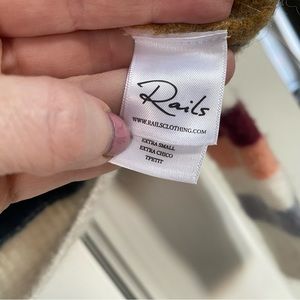 Rails
WWW.RAILSCLOTHING.COM
EXTRA SMALL
EXTRA CHICO
TPETIT